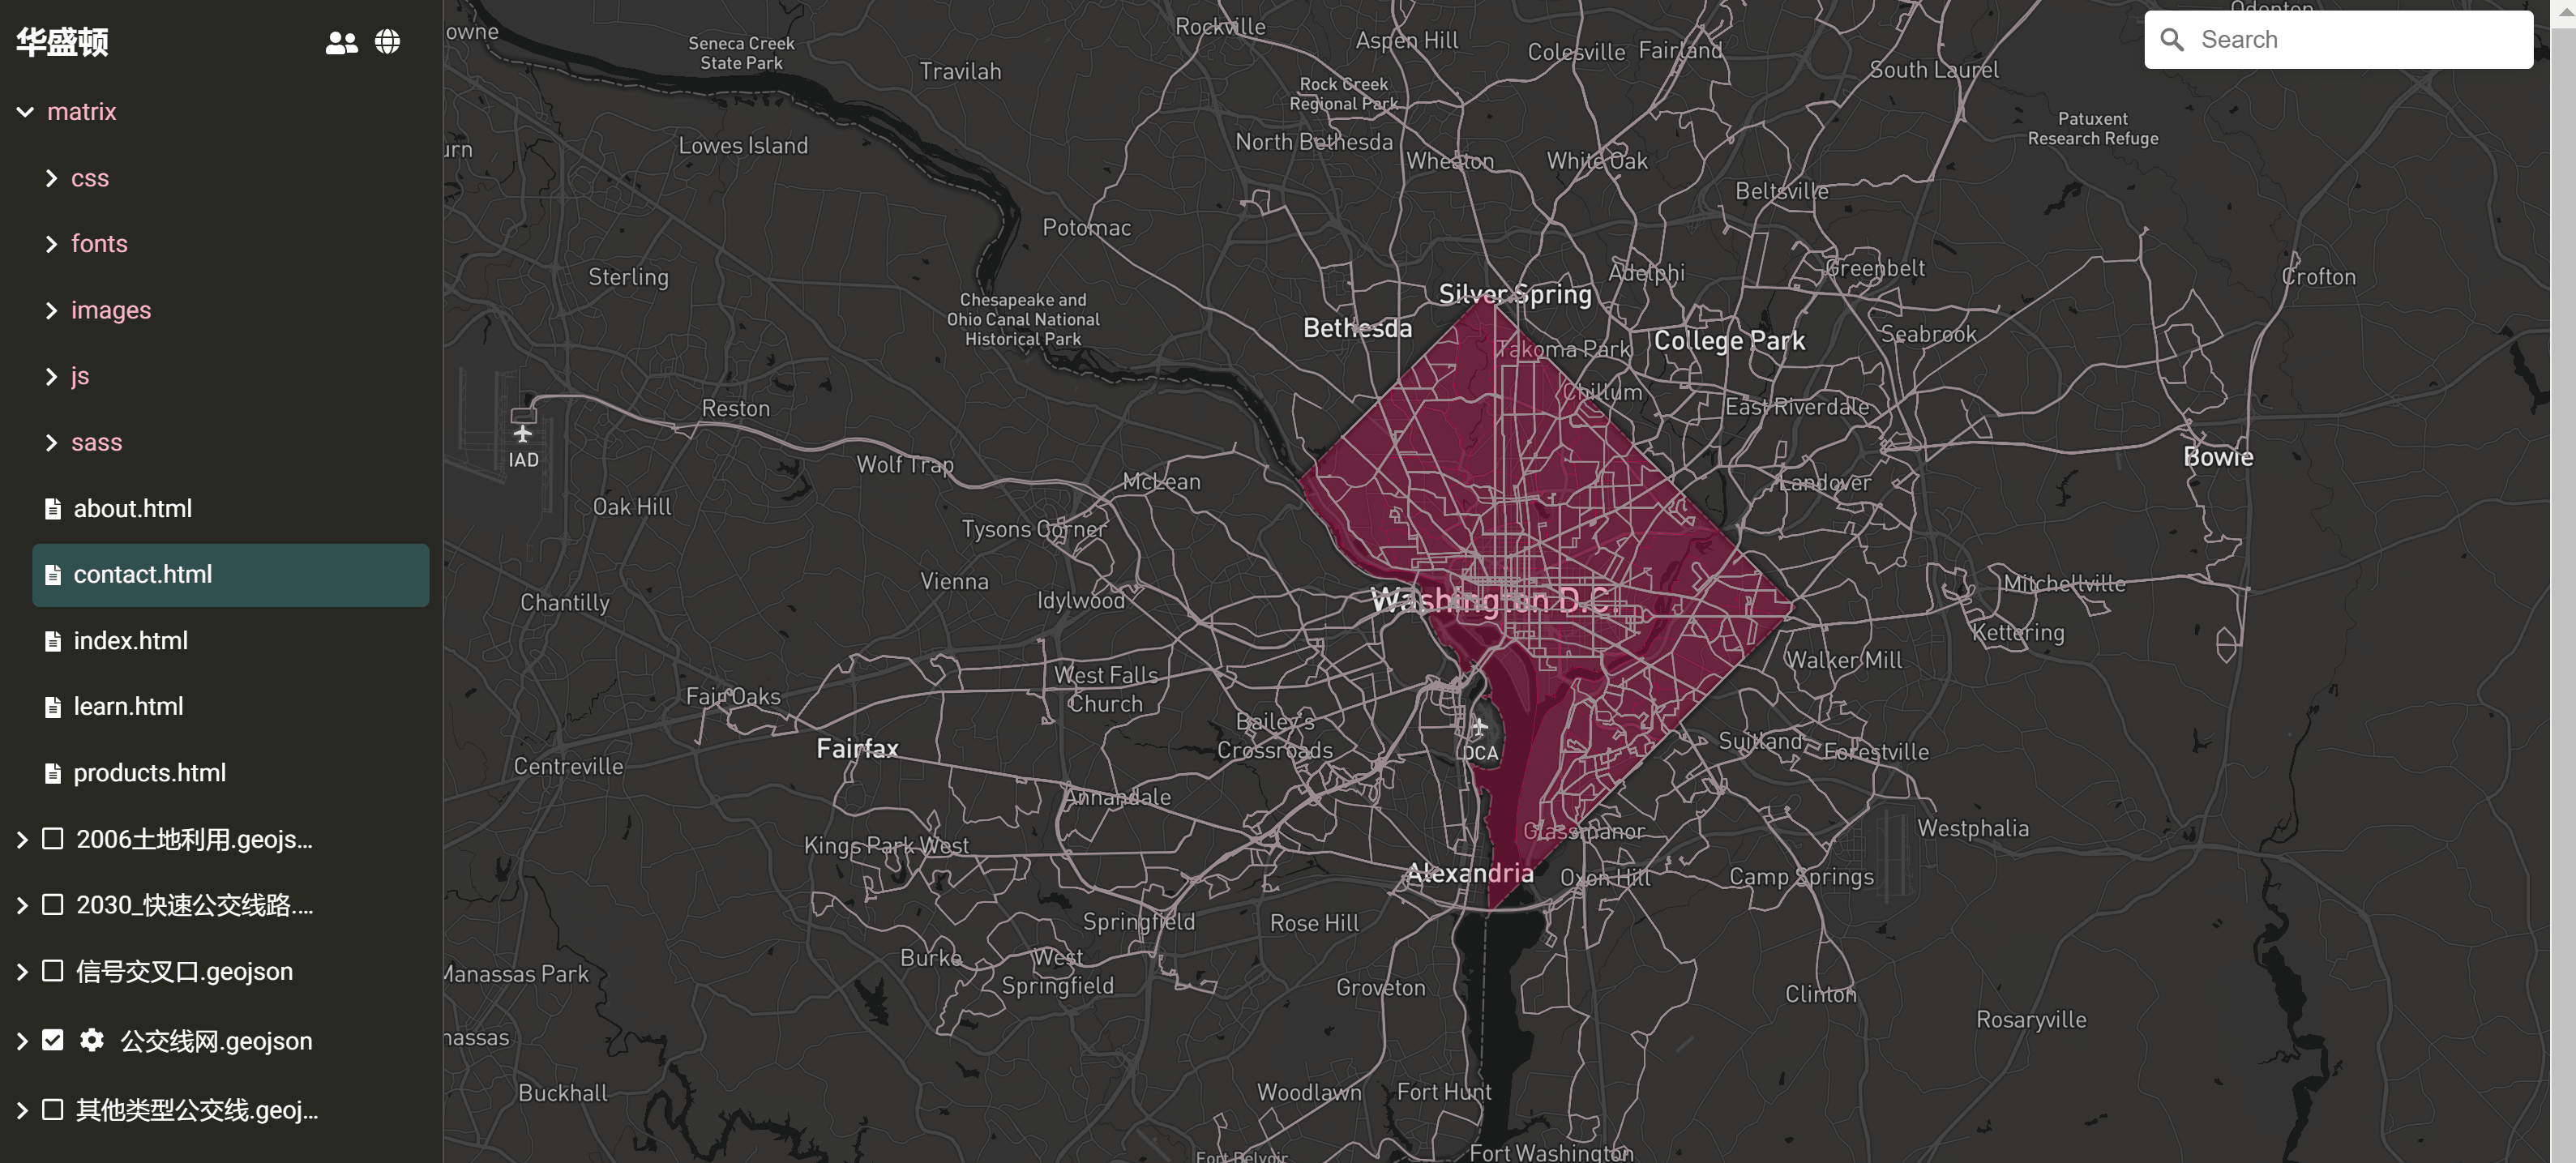 华盛顿
matrix
css
fonts
images
js
sass
about.html
contact.html
index.html
learn.html
products.html
2006土地利用.geojs...
2030_快速公交线路....
信号交叉口.geojson
公交线网.geojson
其他类型公交线.geoj...
Search
owne
Seneca Creek
State Park
Rockville
Aspen Hill
Colesville
Fairland
Odenton
Travilah
South Laurel
Rock Creek
Regional Park
Patuxent
Research Refuge
urn
Lowes Island
North Bethesda
Wheaton
White Oak
Beltsville
Potomac
Sterling
Adelphi
Greenbelt
Crofton
Chesapeake and
Ohio Canal National
Historical Park
Silver Spring
Bethesda
College Park
Seabrook
Takoma Park
Chillum
Reston
East Riverdale
IAD
Wolf Trap
McLean
Bowie
Landover
Oak Hill
Tysons Corner
Vienna
Idylwood
Chantilly
Washington D.C.
Mitchellville
Kettering
Walker Mill
West Falls
Church
Fair Oaks
Bailey's
Crossroads
Fairfax
DCA
Suitland
Forestville
Centreville
Annandale
Kings Park West
Glassmanor
Westphalia
Alexandria
Oxon Hill
Camp Springs
Springfield
Rose Hill
Burke
West
Springfield
Manassas Park
Groveton
Clinton
Rosaryville
nassas
Buckhall
Woodlawn
Fort Hunt
Fort Belvoir
Fort Washington